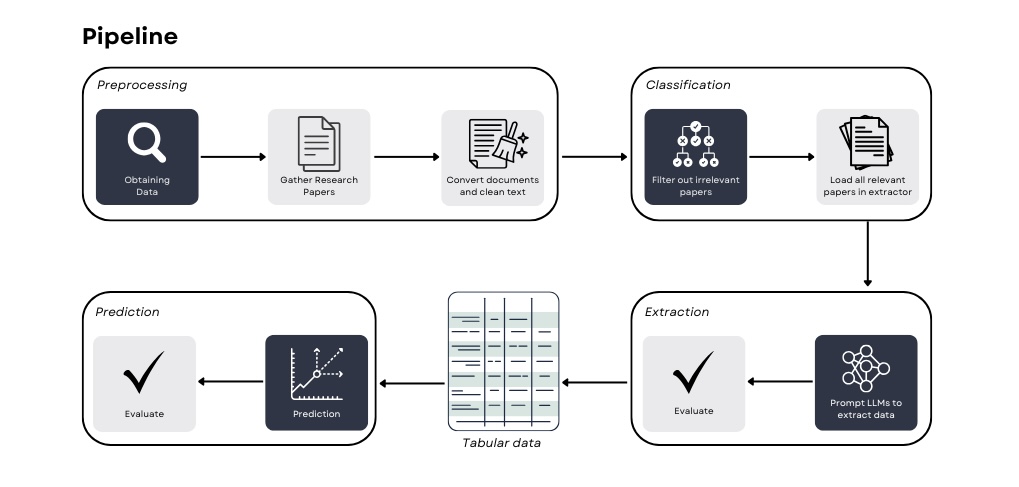 Pipeline
Preprocessing
Obtaining
Data
Gather Research
Papers
Convert documents
and clean text
Classification
Filter out irrelevant
papers
Load all relevant
papers in extractor
Extraction
Prompt LLMs to
extract data
Evaluate
Tabular data
Prediction
Prediction
Evaluate